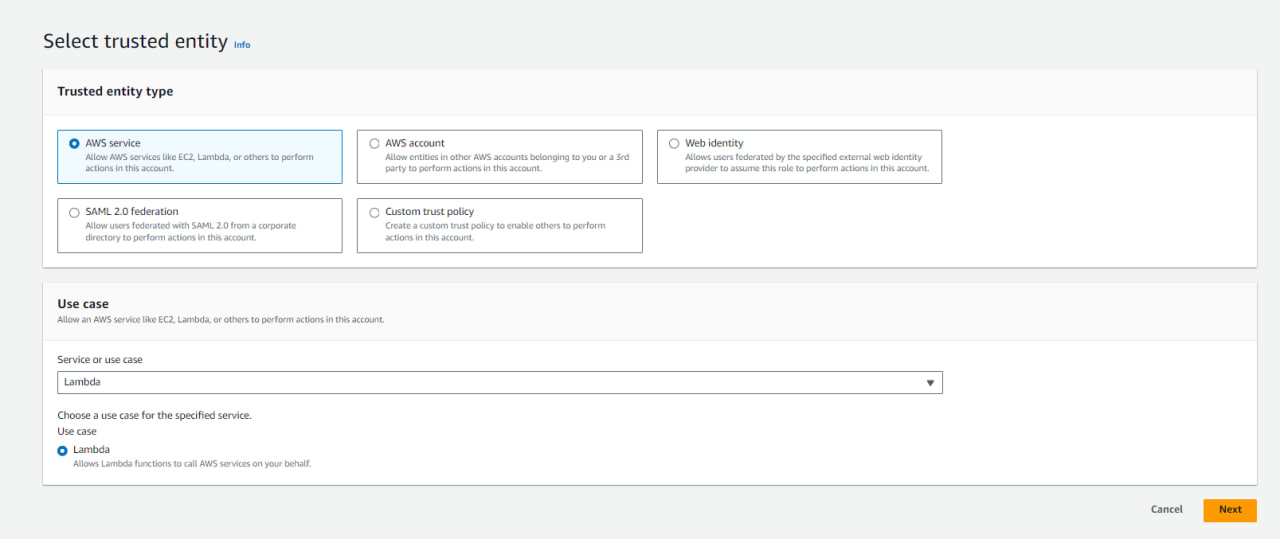 Select trusted entity Info
Trusted entity type
AWS service
Allow AWS services like EC2, Lambda, or others to perform
actions in this account.
AWS account
Allow entities in other AWS accounts belonging to you or a 3rd
party to perform actions in this account.
Web identity
Allows users federated by the specified external web identity
provider to assume this role to perform actions in this account.
SAML 2.0 federation
Allow users federated with SAML 2.0 from a corporate
directory to perform actions in this account.
Custom trust policy
Create a custom trust policy to enable others to perform
actions in this account.
Use case
Allow an AWS service like EC2, Lambda, or others to perform actions in this account.
Service or use case
Lambda
Choose a use case for the specified service.
Use case
Lambda
Allows Lambda functions to call AWS services on your behalf.
Cancel Next